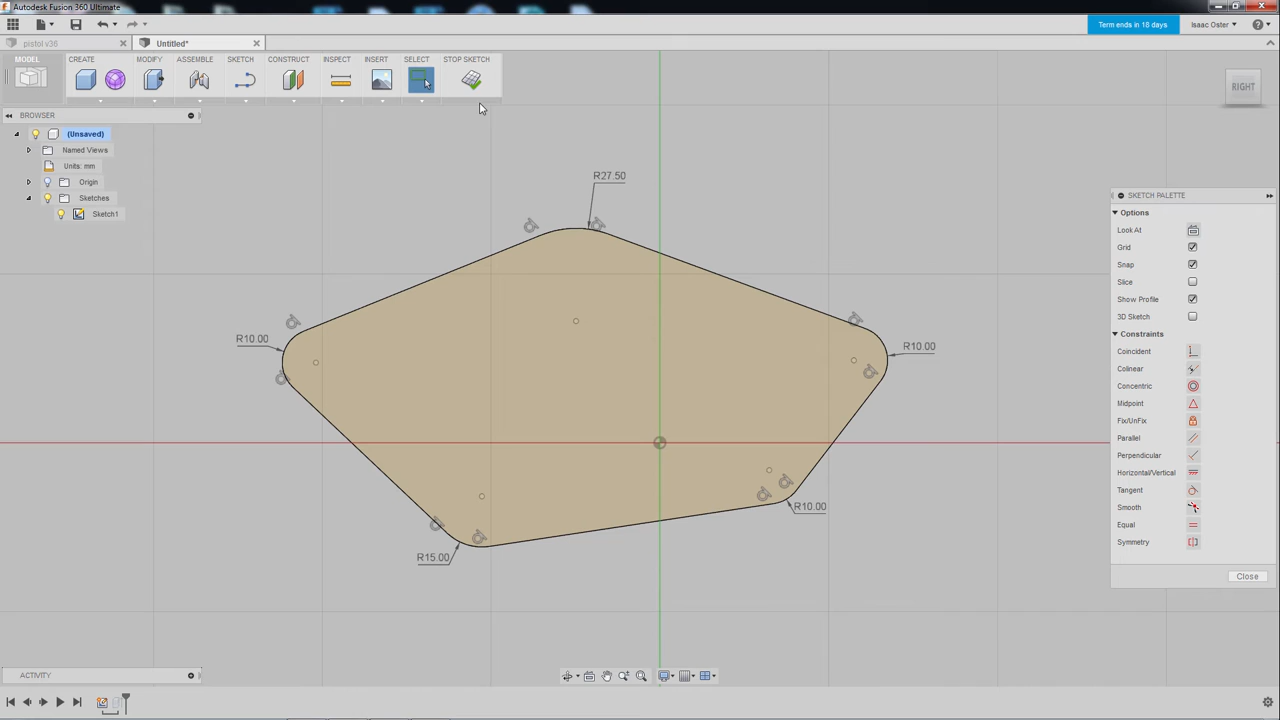 Autodesk Fusion 360 Ultimate
Term ends in 18 days
Isaac Oster
pistol v36
Untitled*
MODEL
CREATE
MODIFY
ASSEMBLE
SKETCH
CONSTRUCT
INSPECT
INSERT
SELECT
STOP SKETCH
RIGHT
BROWSER
(Unsaved)
Named Views
Units: mm
Origin
Sketches
Sketch1
R27.50
R10.00
R10.00
R10.00
R15.00
SKETCH PALETTE
Options
Look At
Grid
Snap
Slice
Show Profile
3D Sketch
Constraints
Coincident
Colinear
Concentric
Midpoint
Fix/UnFix
Parallel
Perpendicular
Horizontal/Vertical
Tangent
Smooth
Equal
Symmetry
Close
ACTIVITY